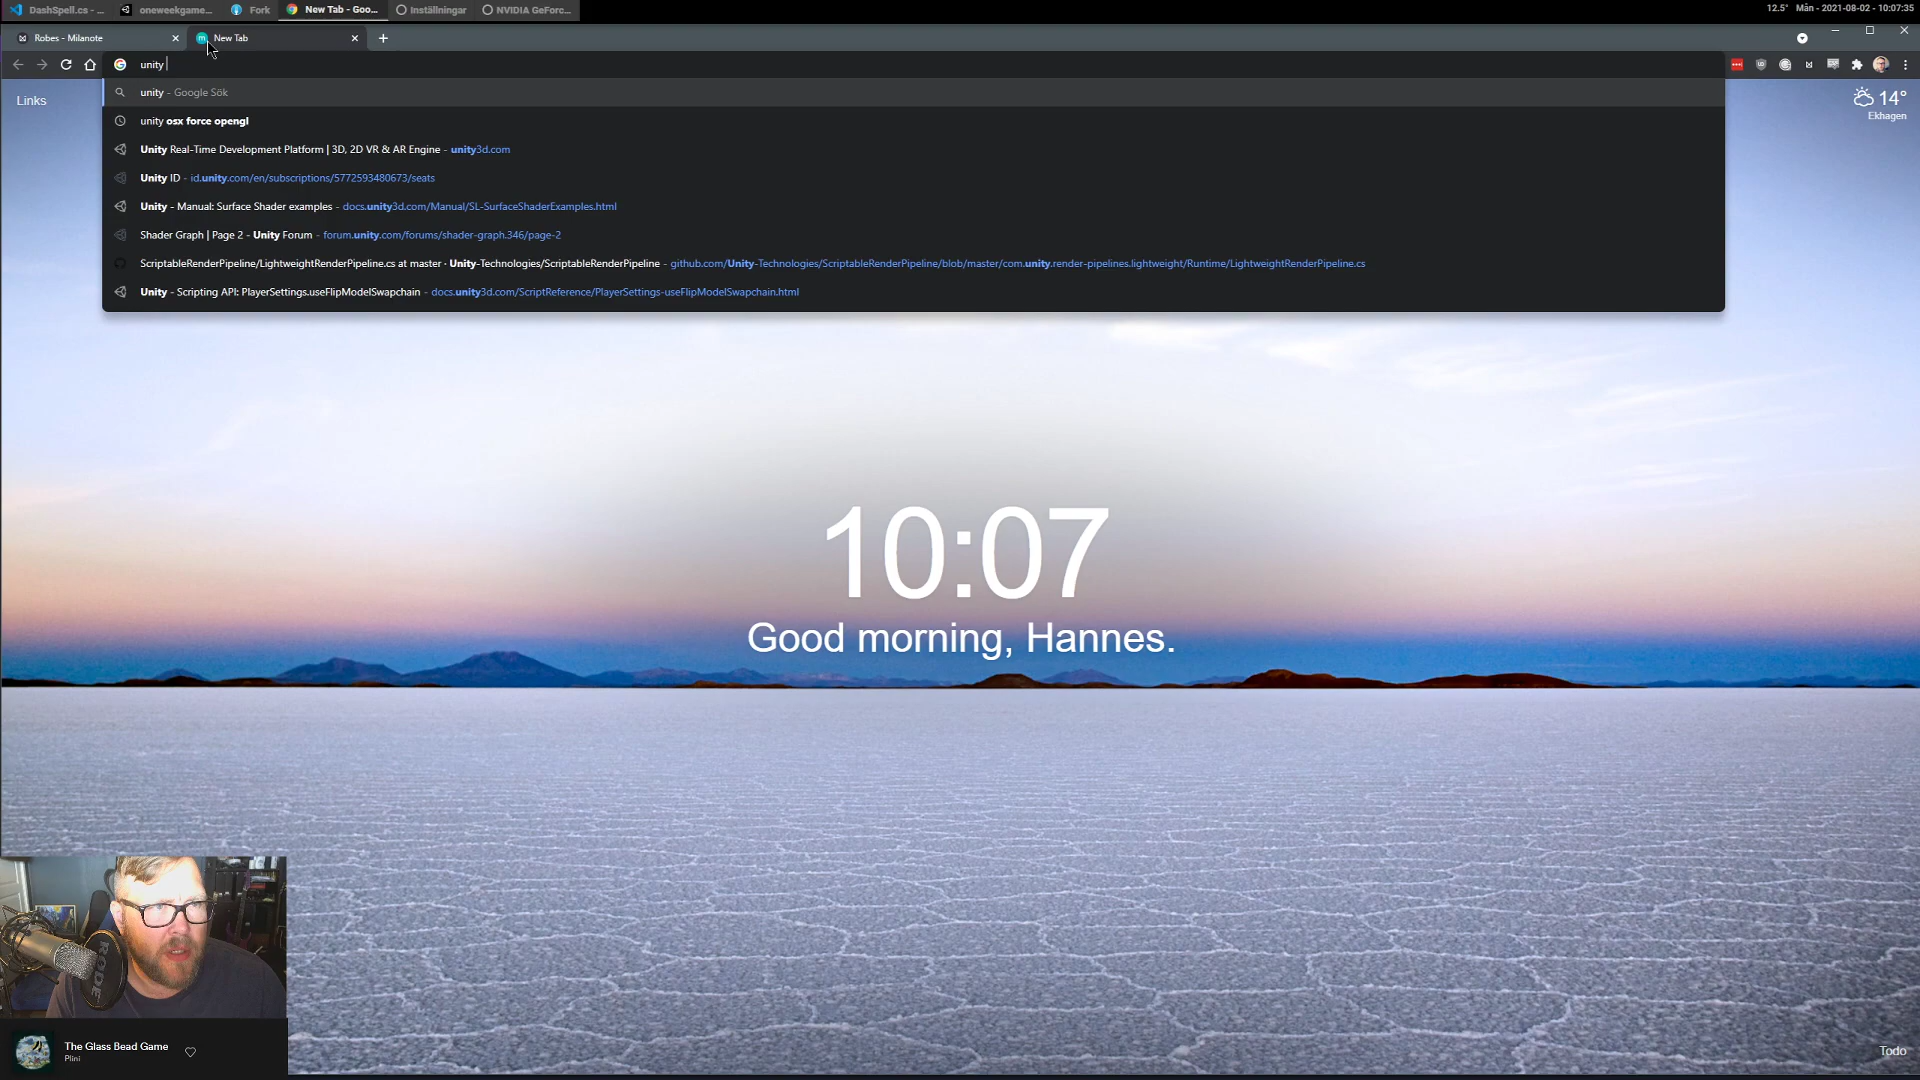 DashSpell.cs - ...
oneweekgame...
Fork
New Tab - Goo...
Inställningar
NVIDIA GeForc...
12.5° Mån - 2021-08-02 - 10:07:35
Robes - Milanote
New Tab
unity
Links
unity - Google Sök
unity osx force opengl
Unity Real-Time Development Platform | 3D, 2D VR & AR Engine - unity3d.com
Unity ID - id.unity.com/en/subscriptions/5772593480673/seats
Unity - Manual: Surface Shader examples - docs.unity3d.com/Manual/SL-SurfaceShaderExamples.html
Shader Graph | Page 2 - Unity Forum - forum.unity.com/forums/shader-graph.346/page-2
ScriptableRenderPipeline/LightweightRenderPipeline.cs at master · Unity-Technologies/ScriptableRenderPipeline - github.com/Unity-Technologies/ScriptableRenderPipeline/blob/master/com.unity.render-pipelines.lightweight/Runtime/LightweightRenderPipeline.cs
Unity - Scripting API: PlayerSettings.useFlipModelSwapchain - docs.unity3d.com/ScriptReference/PlayerSettings-useFlipModelSwapchain.html
14°
Ekhagen
10:07
Good morning, Hannes.
RODE
The Glass Bead Game
Plini
Todo